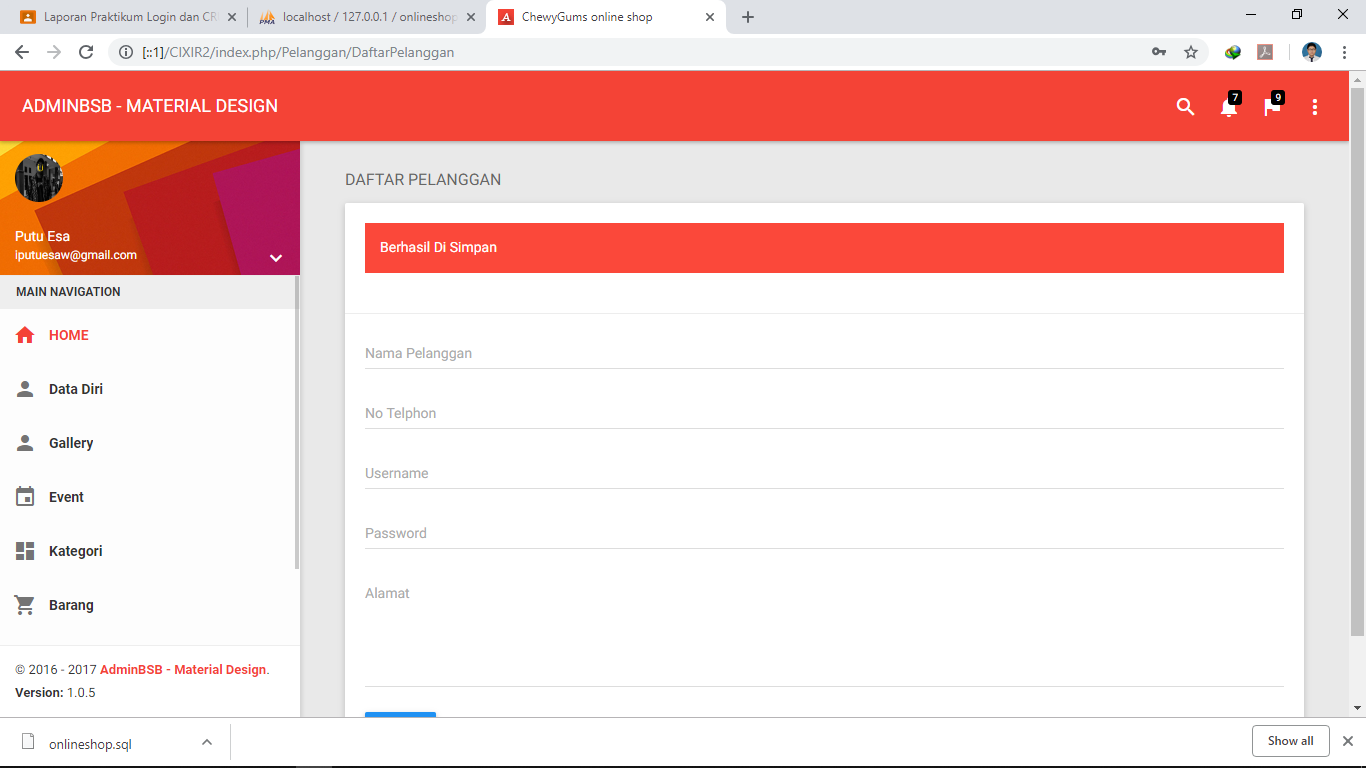 Laporan Praktikum Login dan CR
localhost / 127.0.0.1 / onlineshop
ChewyGums online shop
[::1]/CIXIR2/index.php/Pelanggan/DaftarPelanggan
ADMINBSB - MATERIAL DESIGN
7
9
Putu Esa
iputuesaw@gmail.com
MAIN NAVIGATION
HOME
Data Diri
Gallery
Event
Kategori
Barang
© 2016 - 2017 AdminBSB - Material Design.
Version: 1.0.5
DAFTAR PELANGGAN
Berhasil Di Simpan
Nama Pelanggan
No Telphon
Username
Password
Alamat
onlineshop.sql
Show all